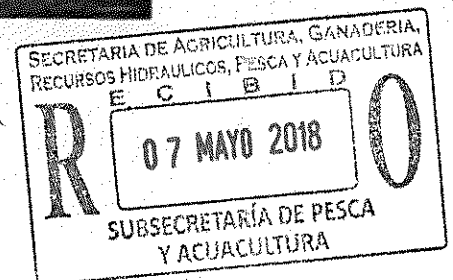 SECRETARIA DE AGRICULTURA, GANADERIA,
RECURSOS HIDRAULICOS, PESCA Y ACUACULTURA
R E C I B I D O
07 MAYO 2018
SUBSECRETARÍA DE PESCA
Y ACUACULTURA